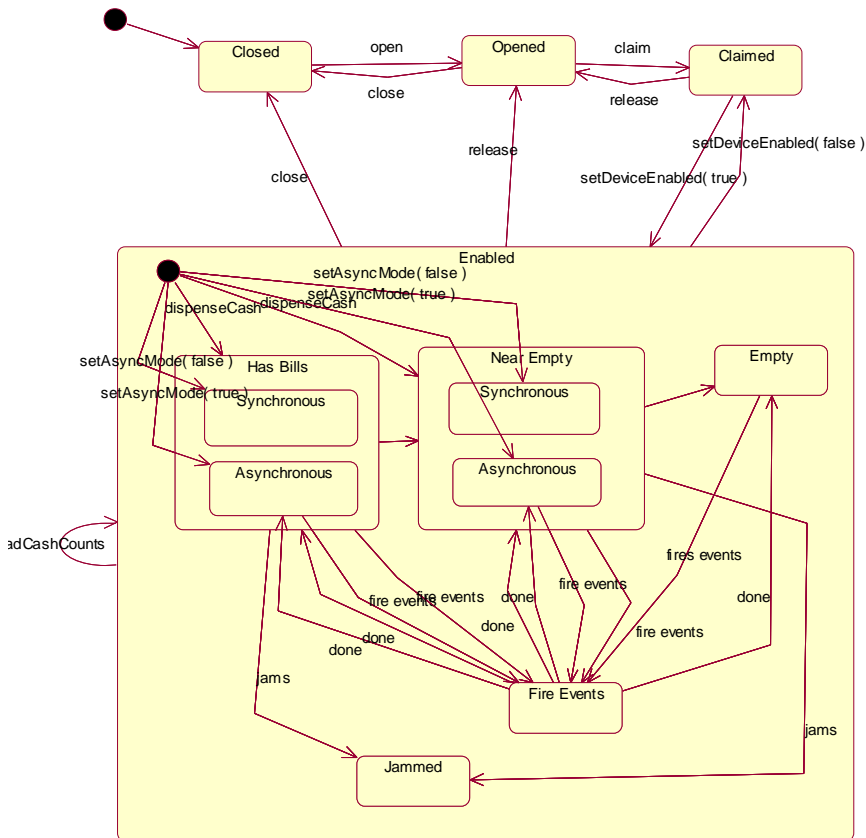 Closed
open
Opened
claim
Claimed
close
release
setDeviceEnabled( false )
release
close
setDeviceEnabled( true )
Enabled
setAsyncMode( false )
setAsyncMode( true )
dispenseCash
dispenseCash
setAsyncMode( false )
Has Bills
Near Empty
Empty
setAsyncMode( true )
Synchronous
Synchronous
Asynchronous
Asynchronous
adCashCounts
fires events
fire events
fire events
done
fire events
done
done
done
done
fire events
jams
Fire Events
jams
Jammed